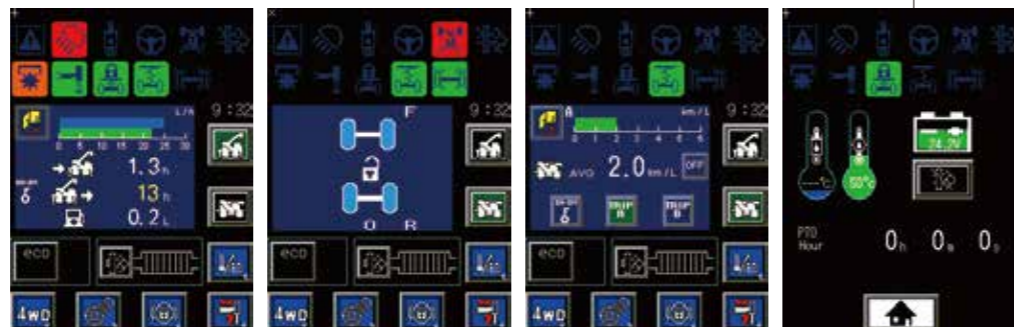 L/h
9:32
0 5 10 15 20 25 30
1.3h
13h
0.2L
eco
4WD
F
9:32
R
4WD
A km/L
9:32
0 1 2 3 4 5 6
AVG 2.0km/L OFF
TRIP A TRIP B
eco
4WD
---°C 50°C 24.2V
PTO
Hour 0h 0m 0s